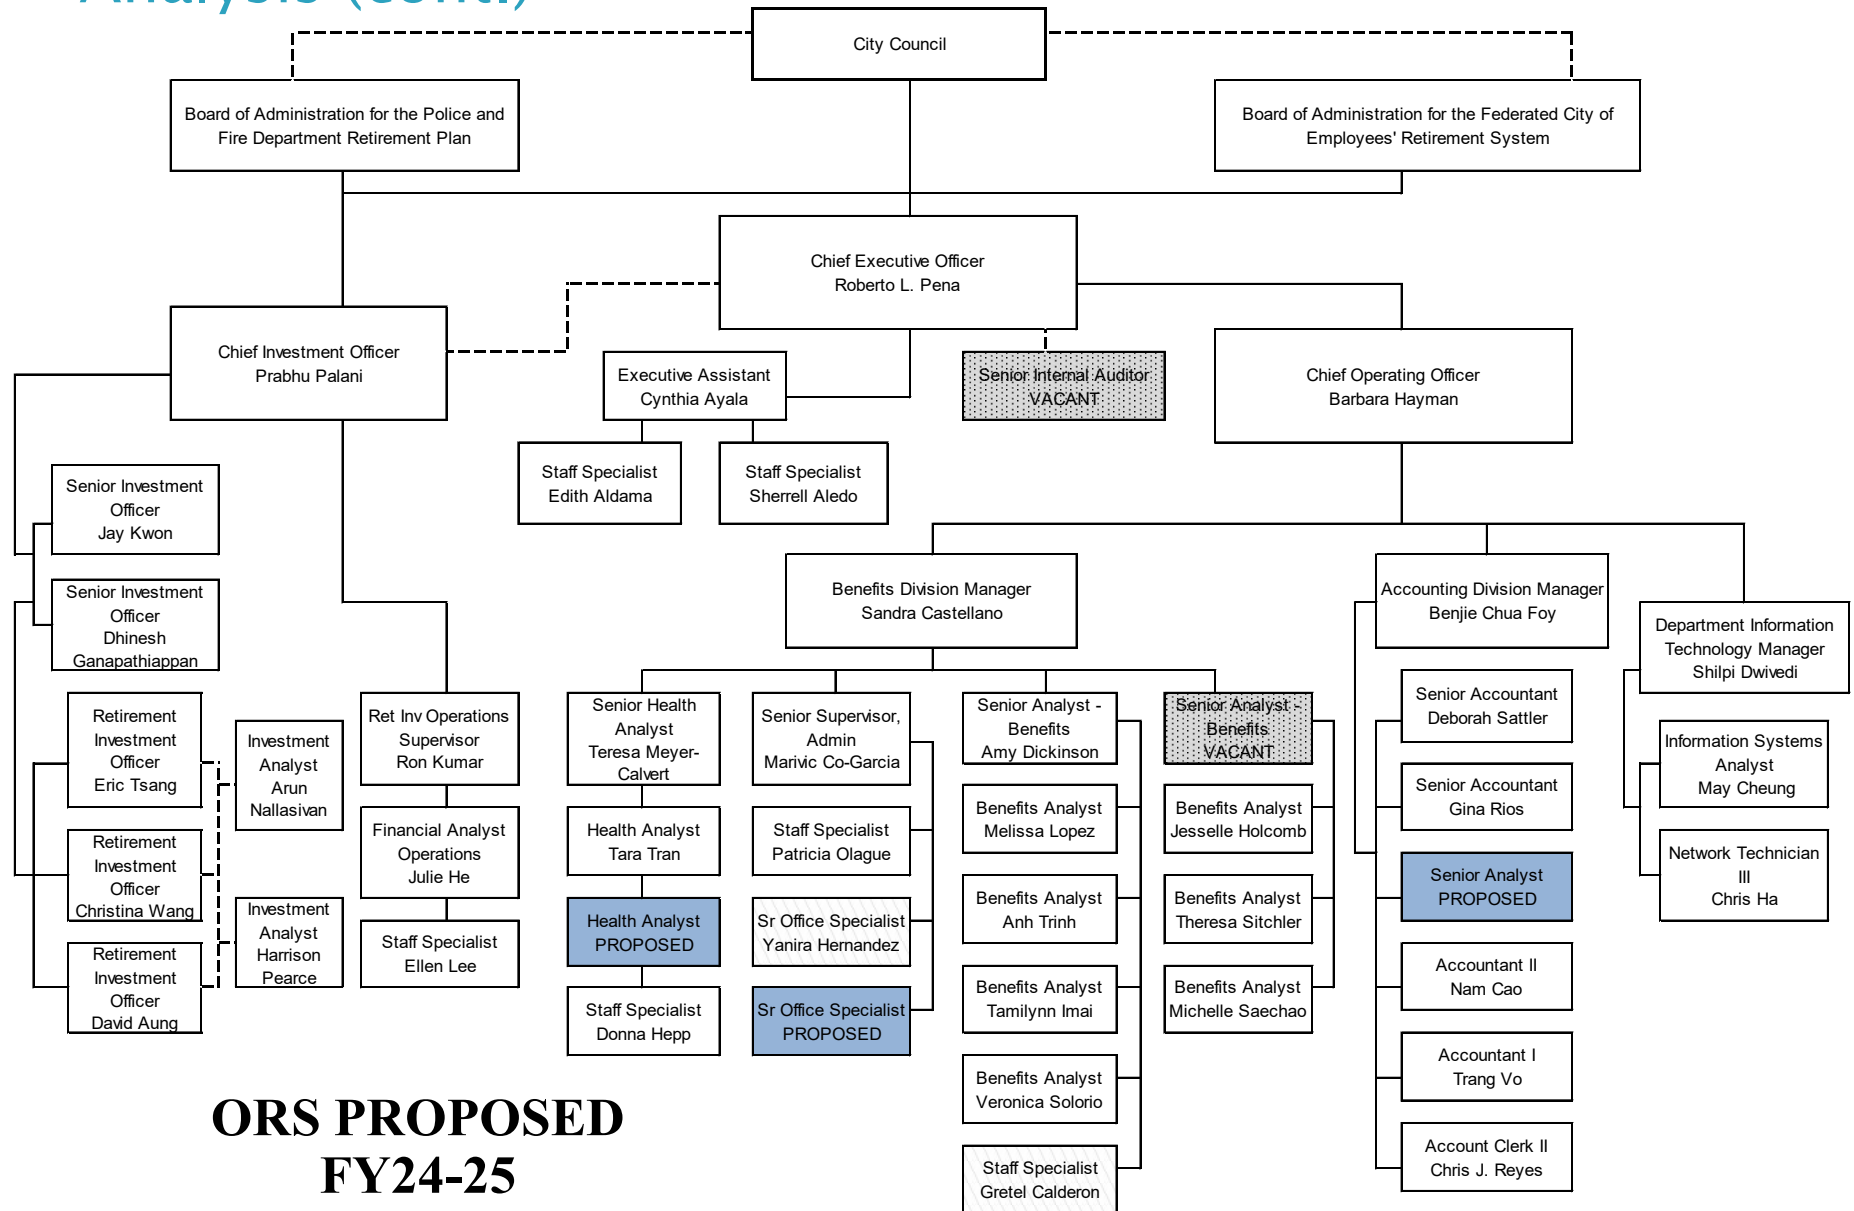 Analysis (cont.)
City Council
Board of Administration for the Police and
Fire Department Retirement Plan
Board of Administration for the Federated City of
Employees' Retirement System
Chief Executive Officer
Roberto L. Pena
Chief Investment Officer
Prabhu Palani
Executive Assistant
Cynthia Ayala
Senior Internal Auditor
VACANT
Chief Operating Officer
Barbara Hayman
Staff Specialist
Edith Aldama
Staff Specialist
Sherrell Aledo
Senior Investment
Officer
Jay Kwon
Senior Investment
Officer
Dhinesh
Ganapathiappan
Benefits Division Manager
Sandra Castellano
Accounting Division Manager
Benjie Chua Foy
Department Information
Technology Manager
Shilpi Dwivedi
Retirement
Investment
Officer
Eric Tsang
Retirement
Investment
Officer
Christina Wang
Retirement
Investment
Officer
David Aung
Investment
Analyst
Arun
Nallasivan
Investment
Analyst
Harrison
Pearce
Ret Inv Operations
Supervisor
Ron Kumar
Financial Analyst
Operations
Julie He
Staff Specialist
Ellen Lee
Senior Health
Analyst
Teresa Meyer-
Calvert
Health Analyst
Tara Tran
Health Analyst
PROPOSED
Staff Specialist
Donna Hepp
Senior Supervisor,
Admin
Marivic Co-Garcia
Staff Specialist
Patricia Olague
Sr Office Specialist
Yanira Hernandez
Sr Office Specialist
PROPOSED
Senior Analyst -
Benefits
Amy Dickinson
Benefits Analyst
Melissa Lopez
Benefits Analyst
Anh Trinh
Benefits Analyst
Tamilynn Imai
Benefits Analyst
Veronica Solorio
Staff Specialist
Gretel Calderon
Senior Analyst -
Benefits
VACANT
Benefits Analyst
Jesselle Holcomb
Benefits Analyst
Theresa Sitchler
Benefits Analyst
Michelle Saechao
Senior Accountant
Deborah Sattler
Senior Accountant
Gina Rios
Senior Analyst
PROPOSED
Accountant II
Nam Cao
Accountant I
Trang Vo
Account Clerk II
Chris J. Reyes
Information Systems
Analyst
May Cheung
Network Technician
III
Chris Ha
ORS PROPOSED
FY24-25